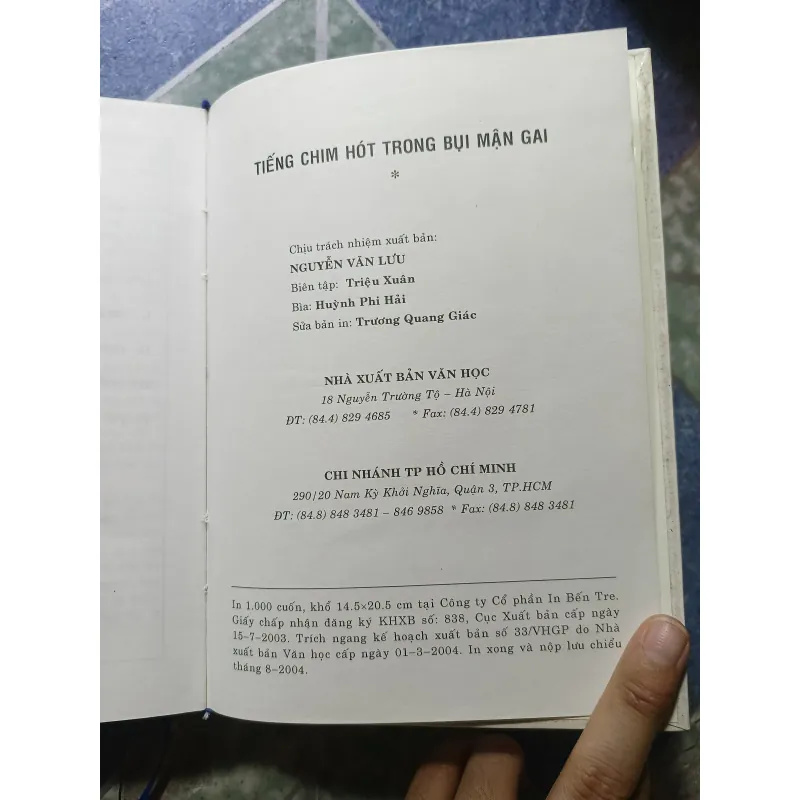 TIẾNG CHIM HÓT TRONG BỤI MẬN GAI
*
Chịu trách nhiệm xuất bản:
NGUYỄN VĂN LƯU
Biên tập: Triệu Xuân
Bìa: Huỳnh Phi Hải
Sửa bản in: Trương Quang Giác
NHÀ XUẤT BẢN VĂN HỌC
18 Nguyễn Trường Tộ – Hà Nội
ĐT: (84.4) 829 4685 * Fax: (84.4) 829 4781
CHI NHÁNH TP HỒ CHÍ MINH
290/20 Nam Kỳ Khởi Nghĩa, Quận 3, TP.HCM
ĐT: (84.8) 848 3481 – 846 9858 * Fax: (84.8) 848 3481
In 1.000 cuốn, khổ 14.5×20.5 cm tại Công ty Cổ phần In Bến Tre.
Giấy chấp nhận đăng ký KHXB số: 838, Cục Xuất bản cấp ngày
15–7–2003. Trích ngang kế hoạch xuất bản số 33/VHGP do Nhà
xuất bản Văn học cấp ngày 01–3–2004. In xong và nộp lưu chiểu
tháng 8–2004.